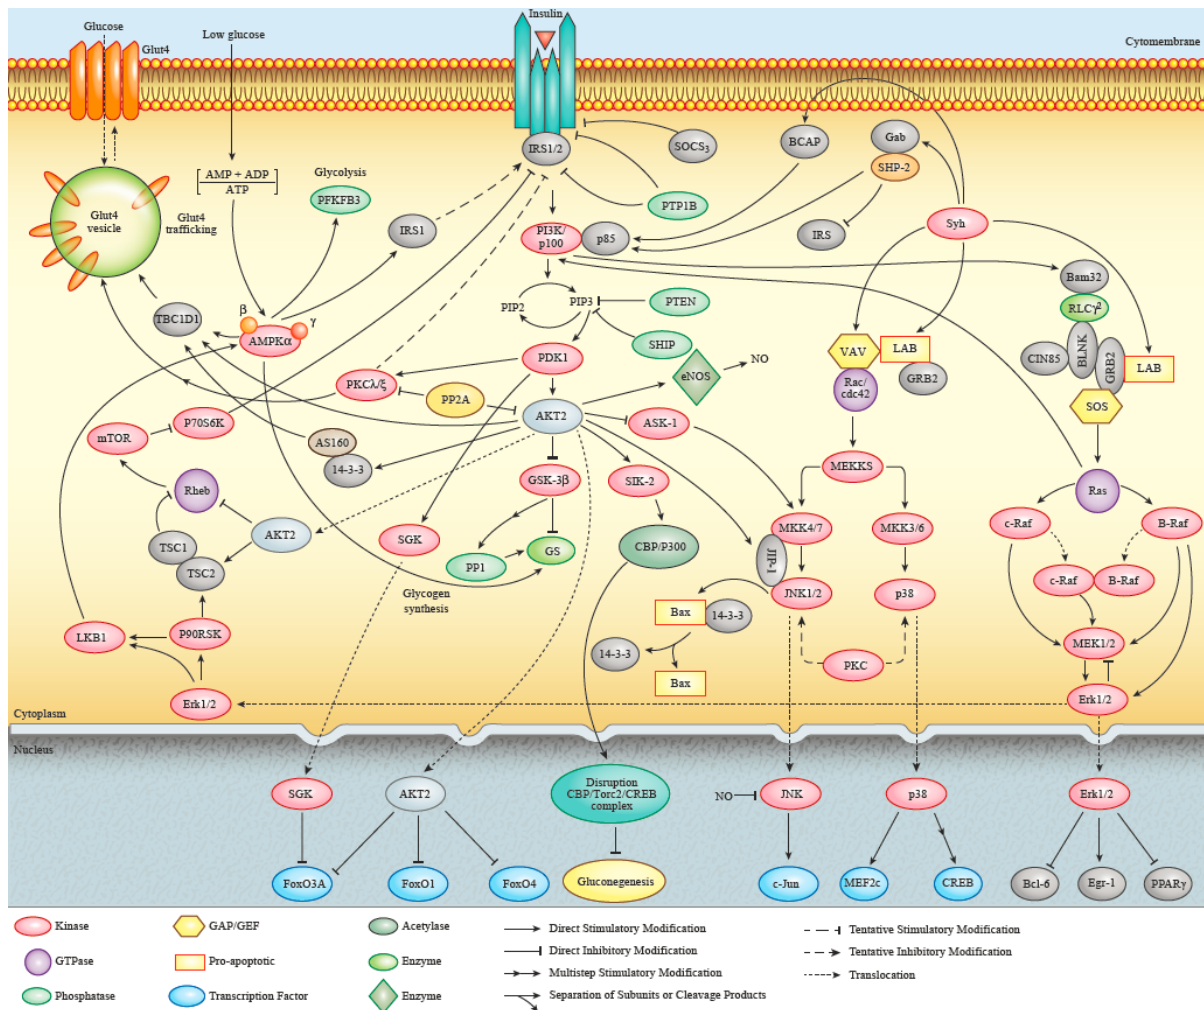 Glucose
Glut4
Low glucose
Insulin
Cytomembrane
IRS1/2
SOCS3
BCAP
Gab
SHP-2
AMP + ADP
ATP
Glycolysis
PFKFB3
PTP1B
Syh
Glut4
vesicle
Glut4
trafficking
IRS1
PI3K/
p100
p85
IRS
Bam32
PIP2
PIP3
PTEN
RLCγ2
TBC1D1
β
γ
AMPKα
SHIP
VAV
LAB
CIN85
BLNK
GRB2
LAB
PDK1
eNOS
NO
Rac/
cdc42
GRB2
PKCλ/ξ
PP2A
SOS
P70S6K
AKT2
ASK-1
mTOR
AS160
14-3-3
MEKKS
Rheb
GSK-3β
SIK-2
Ras
TSC1
AKT2
SGK
MKK4/7
MKK3/6
c-Raf
B-Raf
TSC2
PP1
GS
CBP/P300
JIP-1
c-Raf
B-Raf
Glycogen
synthesis
JNK1/2
p38
Bax
14-3-3
LKB1
P90RSK
14-3-3
MEK1/2
Bax
PKC
Erk1/2
Erk1/2
Cytoplasm
Nucleus
SGK
AKT2
Disruption
CBP/Torc2/CREB
complex
NO
JNK
p38
Erk1/2
FoxO3A
FoxO1
FoxO4
Gluconegenesis
c-Jun
MEF2c
CREB
Bcl-6
Egr-1
PPARγ
Kinase
GAP/GEF
Acetylase
Direct Stimulatory Modification
Tentative Stimulatory Modification
GTPase
Pro-apoptotic
Enzyme
Direct Inhibitory Modification
Tentative Inhibitory Modification
Phosphatase
Transcription Factor
Enzyme
Multistep Stimulatory Modification
Translocation
Separation of Subunits or Cleavage Products